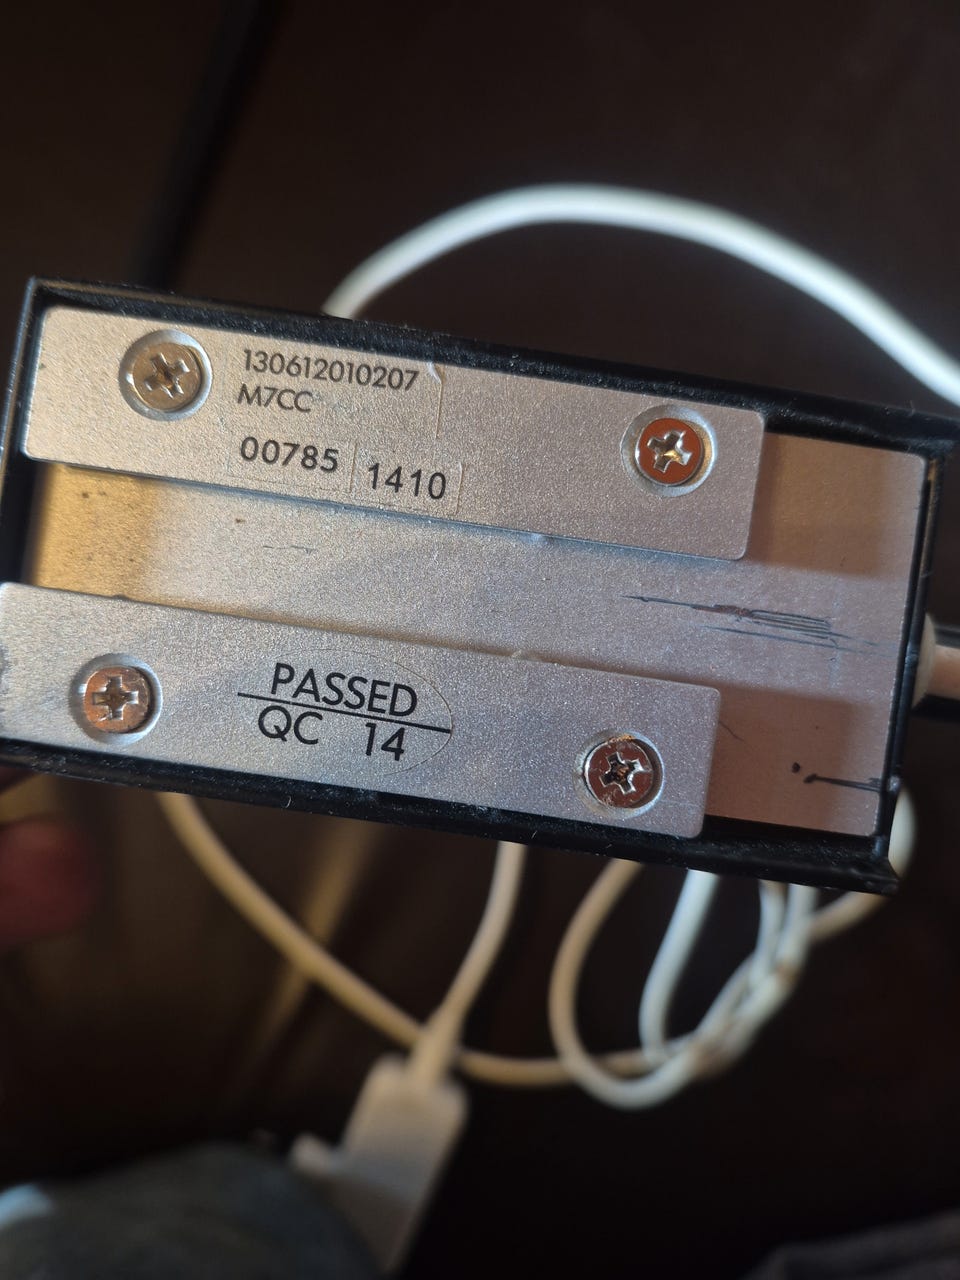 130612010207
M7CC
00785 1410
PASSED
QC 14